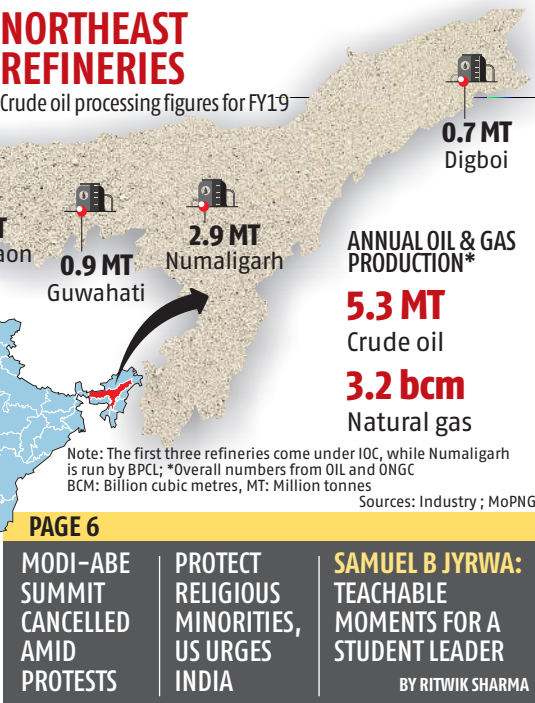 NORTHEAST
REFINERIES
Crude oil processing figures for FY19
0.7 MT
Digboi
2.9 MT
Numaligarh
0.9 MT
Guwahati
ANNUAL OIL & GAS
PRODUCTION*
5.3 MT
Crude oil
3.2 bcm
Natural gas
Note: The first three refineries come under IOC, while Numaligarh
is run by BPCL; *Overall numbers from OIL and ONGC
BCM: Billion cubic metres, MT: Million tonnes
Sources: Industry ; MoPNG
PAGE 6
MODI-ABE
SUMMIT
CANCELLED
AMID
PROTESTS
PROTECT
RELIGIOUS
MINORITIES,
US URGES
INDIA
SAMUEL B JYRWA:
TEACHABLE
MOMENTS FOR A
STUDENT LEADER
BY RITWIK SHARMA